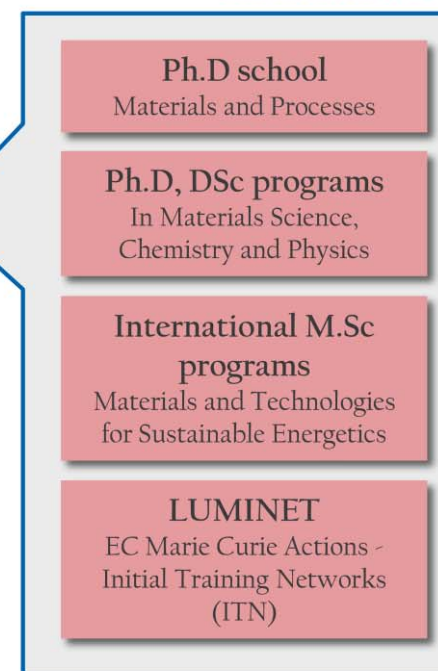 Ph.D school
Materials and Processes
Ph.D, DSc programs
In Materials Science,
Chemistry and Physics
International M.Sc
programs
Materials and Technologies
for Sustainable Energetics
LUMINET
EC Marie Curie Actions -
Initial Training Networks
(ITN)